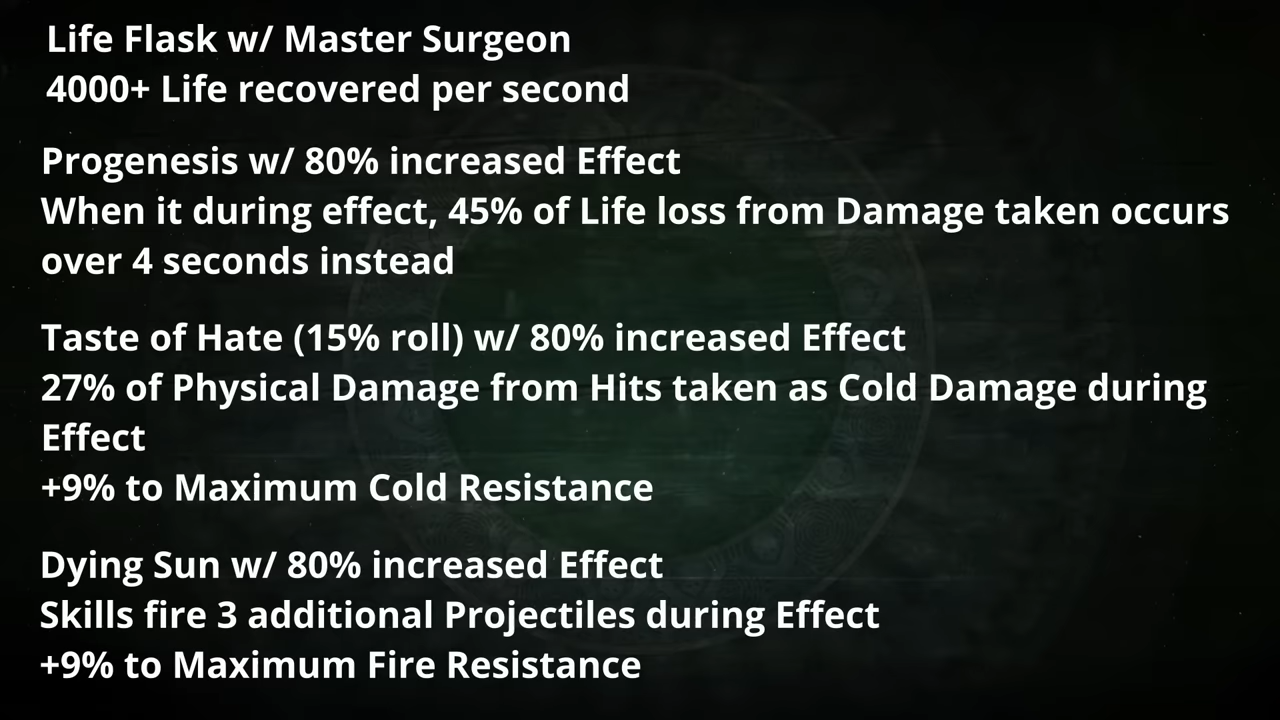 Life Flask w/ Master Surgeon
4000+ Life recovered per second
Progenesis w/ 80% increased Effect
When it during effect, 45% of Life loss from Damage taken occurs
over 4 seconds instead
Taste of Hate (15% roll) w/ 80% increased Effect
27% of Physical Damage from Hits taken as Cold Damage during
Effect
+9% to Maximum Cold Resistance
Dying Sun w/ 80% increased Effect
Skills fire 3 additional Projectiles during Effect
+9% to Maximum Fire Resistance